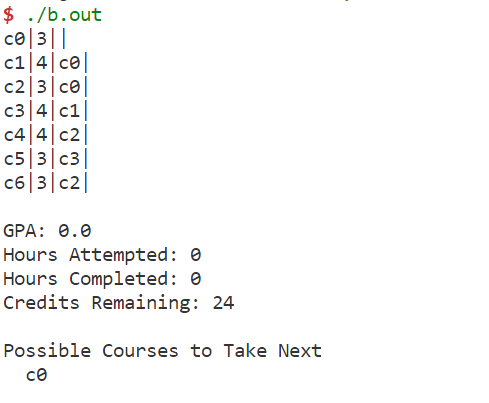 $ ./b.out
c0|3||
c1|4|c0|
c2|3|c0|
c3|4|c1|
c4|4|c2|
c5|3|c3|
c6|3|c2|
GPA: 0.0
Hours Attempted: 0
Hours Completed: 0
Credits Remaining: 24
Possible Courses to Take Next
c0